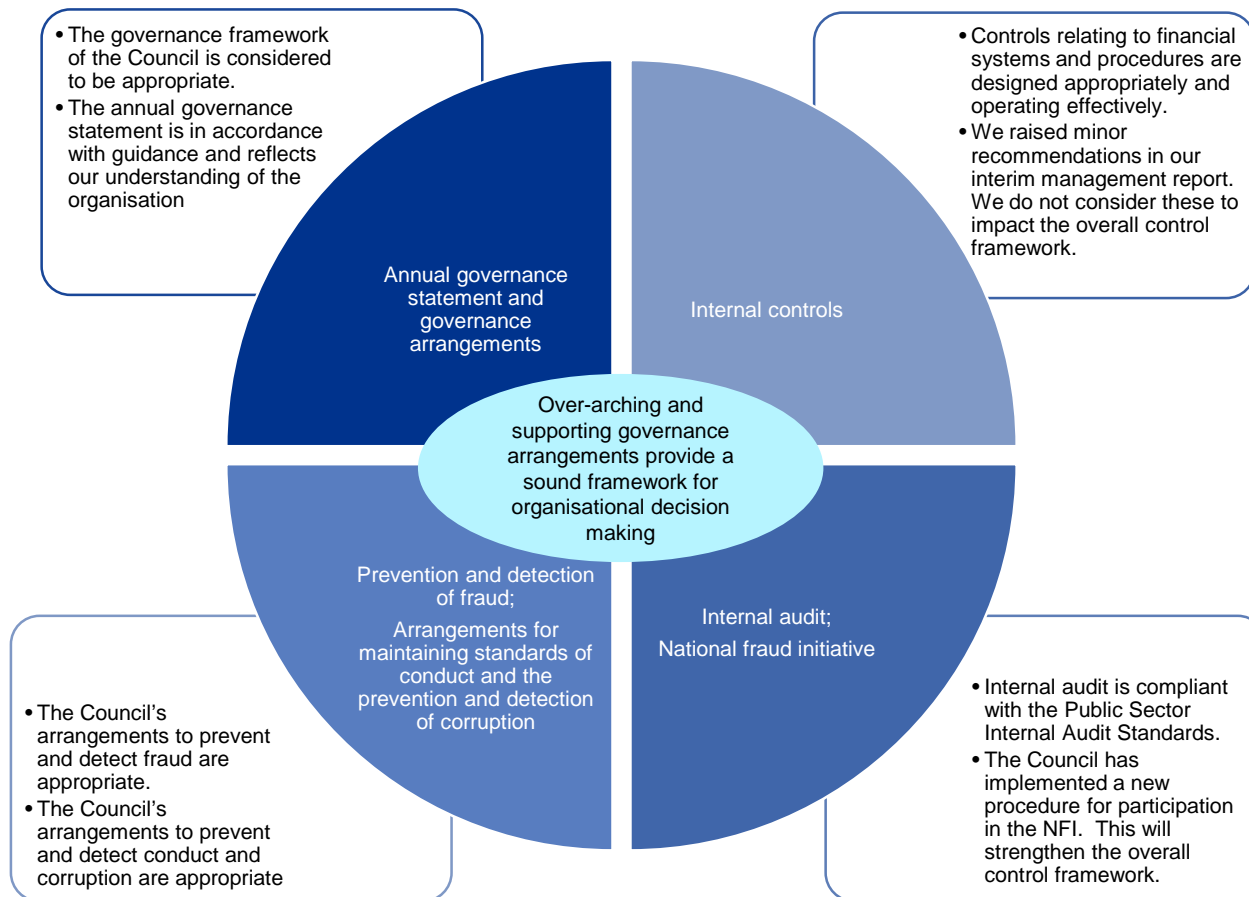 • The governance framework
of the Council is considered
to be appropriate.
• The annual governance
statement is in accordance
with guidance and reflects
our understanding of the
organisation
• Controls relating to financial
systems and procedures are
designed appropriately and
operating effectively.
• We raised minor
recommendations in our
interim management report.
We do not consider these to
impact the overall control
framework.
Annual governance
statement and
governance
arrangements
Internal controls
Over-arching and
supporting governance
arrangements provide a
sound framework for
organisational decision
making
Prevention and detection
of fraud;
Arrangements for
maintaining standards of
conduct and the
prevention and detection
of corruption
Internal audit;
National fraud initiative
• The Council’s
arrangements to prevent
and detect fraud are
appropriate.
• The Council’s
arrangements to prevent
and detect conduct and
corruption are appropriate
• Internal audit is compliant
with the Public Sector
Internal Audit Standards.
• The Council has
implemented a new
procedure for participation
in the NFI.  This will
strengthen the overall
control framework.